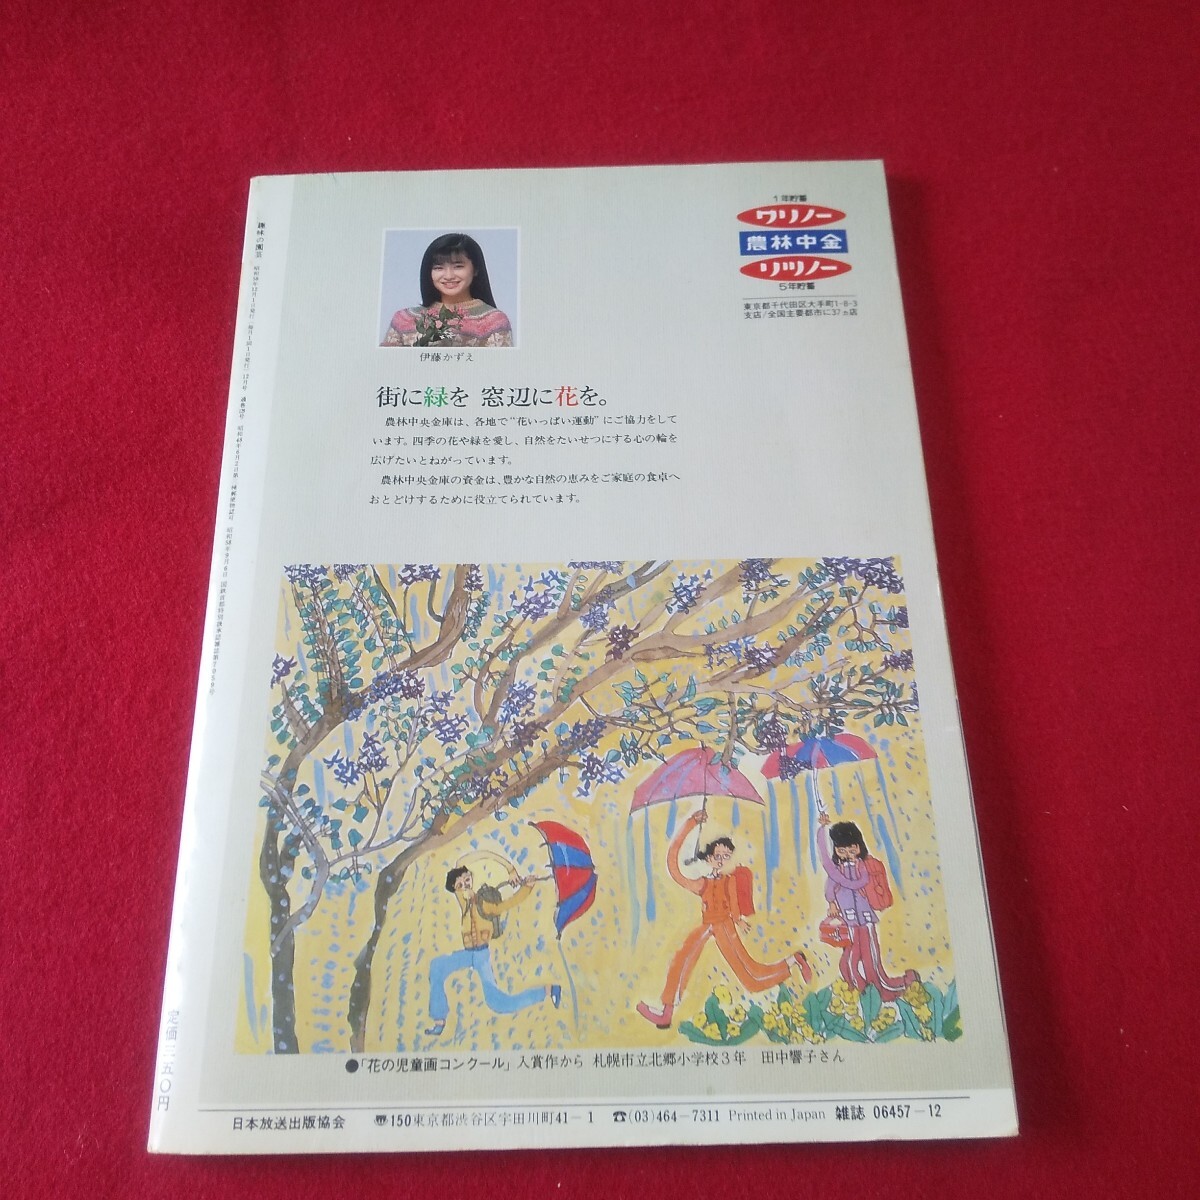 1年貯蓄
ワリノー
農林中金
リツノー
5年貯蓄
東京都千代田区大手町1-8-3
支店/全国主要都市に37ヵ店
伊藤かずえ
街に緑を 窓辺に花を。
農林中央金庫は、各地で“花いっぱい運動”にご協力をして
います。四季の花や緑を愛し、自然をたいせつにする心の輪を
広げたいとねがっています。
農林中央金庫の資金は、豊かな自然の恵みをご家庭の食卓へ
おとどけするために役立てられています。
●「花の児童画コンクール」入賞作から 札幌市立北郷小学校3年 田中響子さん
日本放送出版協会 〒150東京都渋谷区宇田川町41-1 ☎(03)464-7311 Printed in Japan 雑誌 06457-12
趣味の園芸
定価二五〇円